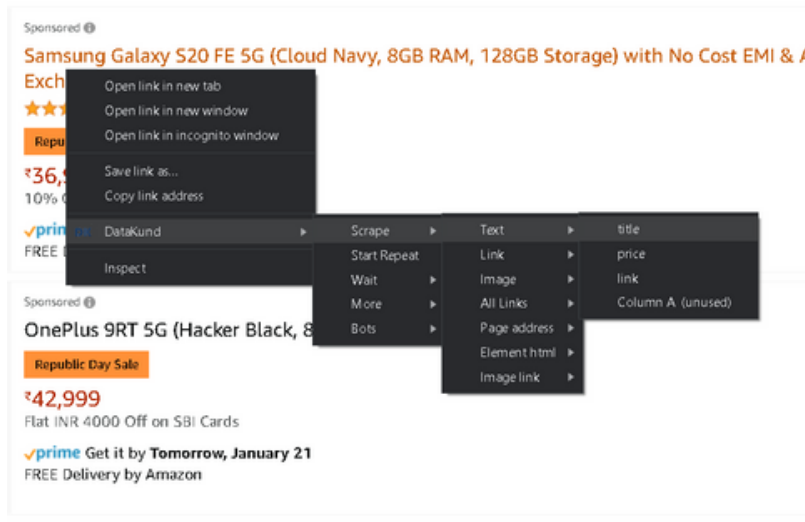 Sponsored
Samsung Galaxy S20 FE 5G (Cloud Navy, 8GB RAM, 128GB Storage) with No Cost EMI &
Exch
Open link in new tab
Open link in new window
Open link in incognito window
Save link as...
Copy link address
DataKund
Inspect
Scrape
Start Repeat
Wait
More
Bots
Text
Link
Image
All Links
Page address
Element html
Image link
title
price
link
Column A (unused)
Repu
₹36,
10%
prim
FREE
Sponsored
OnePlus 9RT 5G (Hacker Black, 8
Republic Day Sale
₹42,999
Flat INR 4000 Off on SBI Cards
prime Get it by Tomorrow, January 21
FREE Delivery by Amazon